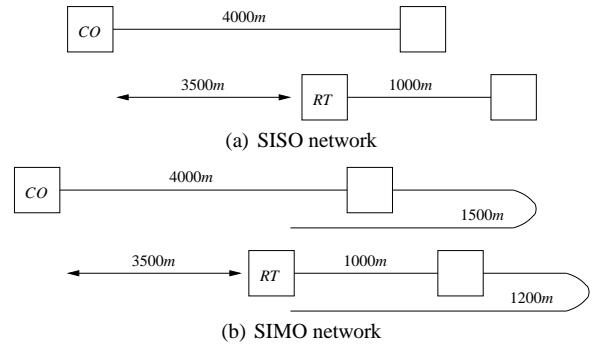 4000m
CO
3500m
RT
1000m
(a) SISO network
4000m
CO
1500m
3500m
RT
1000m
1200m
(b) SIMO network